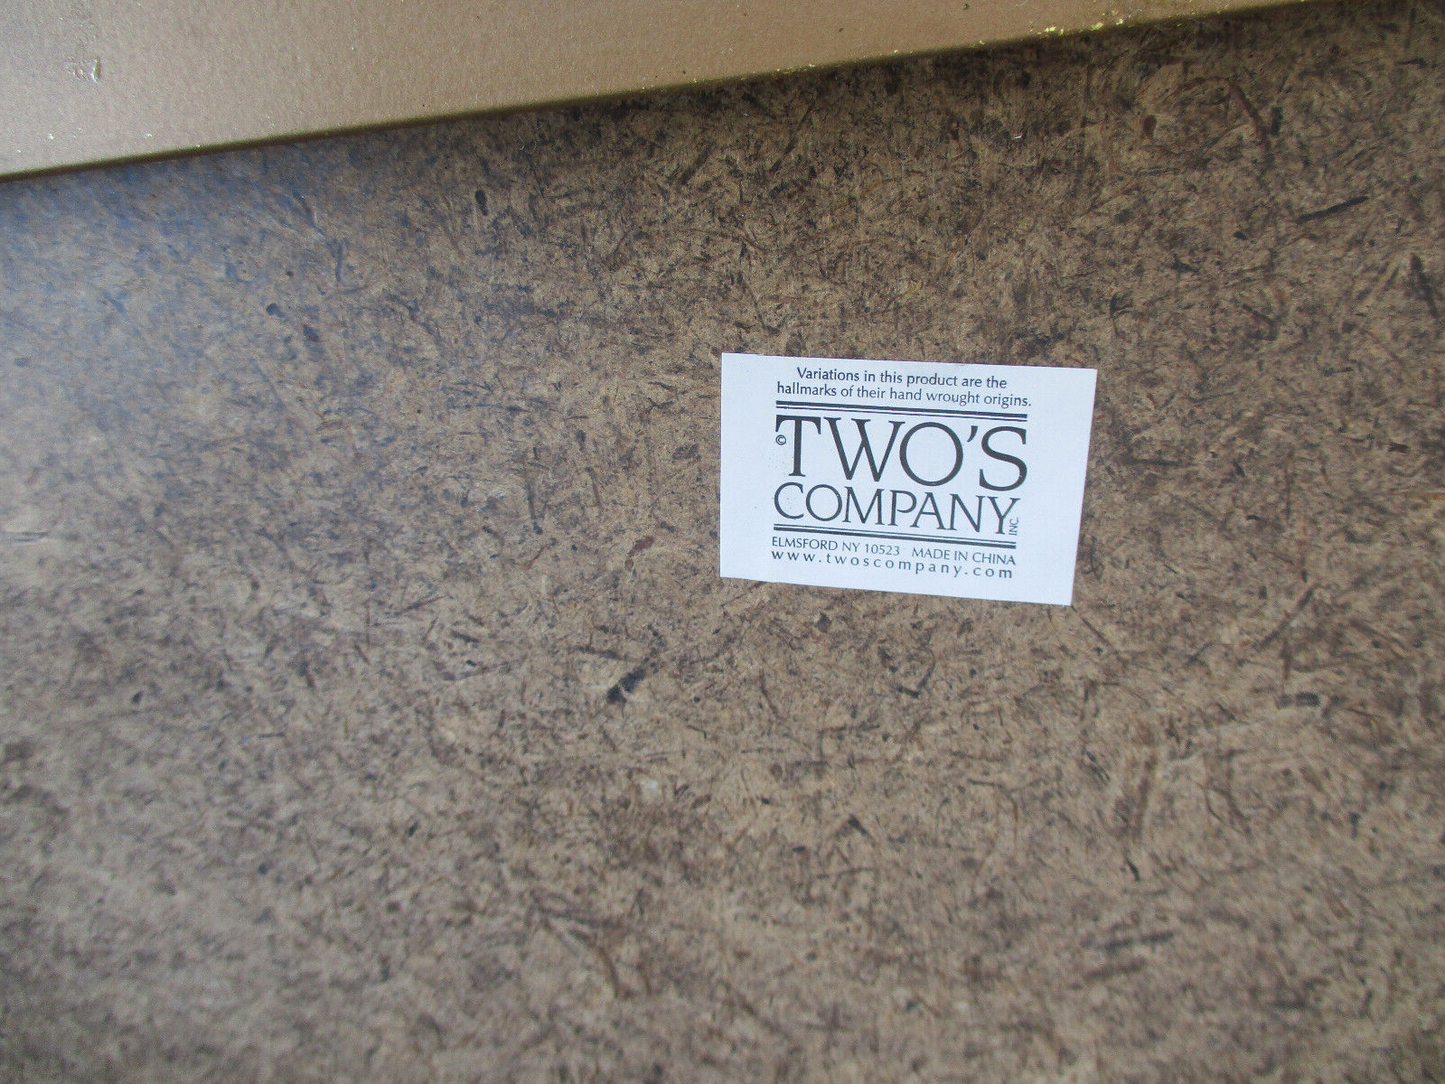 Variations in this product are the
hallmarks of their hand wrought origins.
© TWO'S
COMPANY INC.
ELMSFORD NY 10523 MADE IN CHINA
www.twoscompany.com